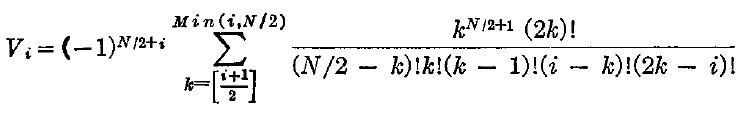 V_i = (-1)^{N/2+i} \sum_{k=\left[\frac{i+1}{2}\right]}^{Min(i,N/2)} \frac{k^{N/2+1} (2k)!}{(N/2 - k)!k!(k - 1)!(i - k)!(2k - i)!}